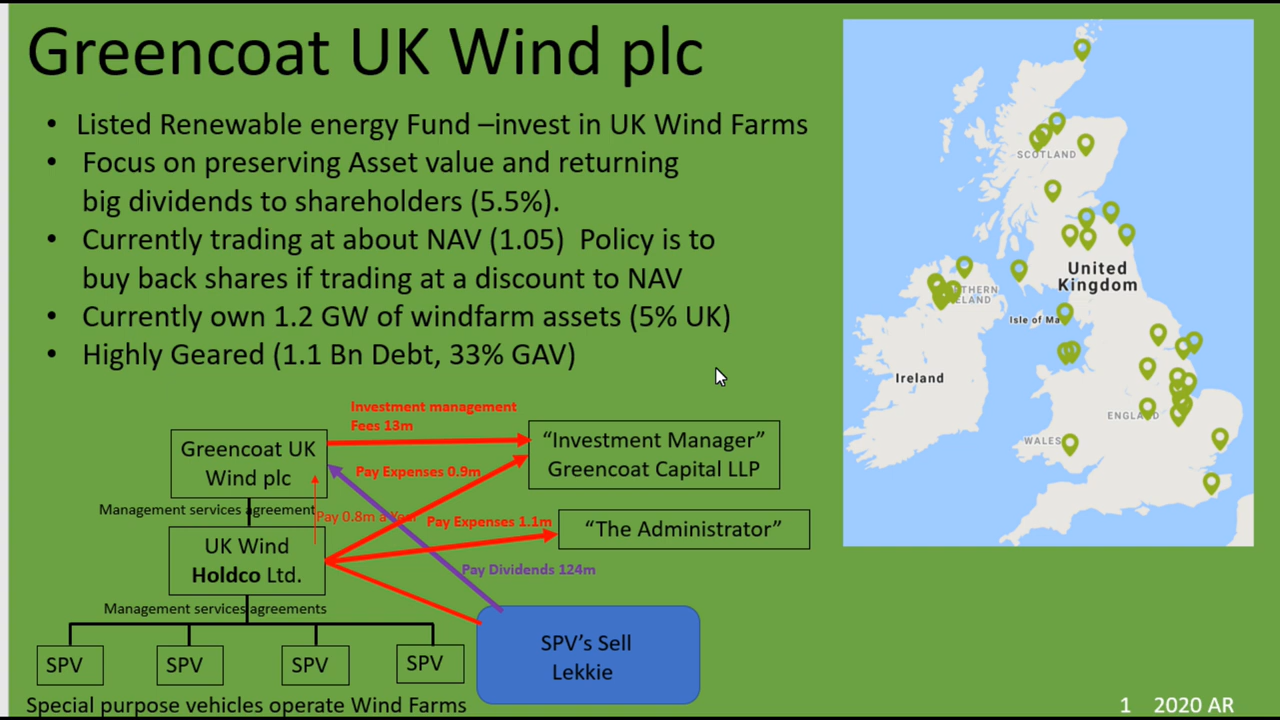 Greencoat UK Wind plc
• Listed Renewable energy Fund –invest in UK Wind Farms
• Focus on preserving Asset value and returning
big dividends to shareholders (5.5%).
• Currently trading at about NAV (1.05) Policy is to
buy back shares if trading at a discount to NAV
• Currently own 1.2 GW of windfarm assets (5% UK)
• Highly Geared (1.1 Bn Debt, 33% GAV)
SCOTLAND
United
Kingdom
Isle of Ma
Ireland
ENGLAND
WALES
Investment management
Fees 13m
Greencoat UK
Wind plc
"Investment Manager"
Greencoat Capital LLP
Pay Expenses 0.9m
Management services agreement
Pay 0.8m a Year
Pay Expenses 1.1m
"The Administrator"
UK Wind
Holdco Ltd.
Pay Dividends 124m
Management services agreements
SPV SPV SPV SPV
SPV's Sell
Lekkie
Special purpose vehicles operate Wind Farms
1 2020 AR